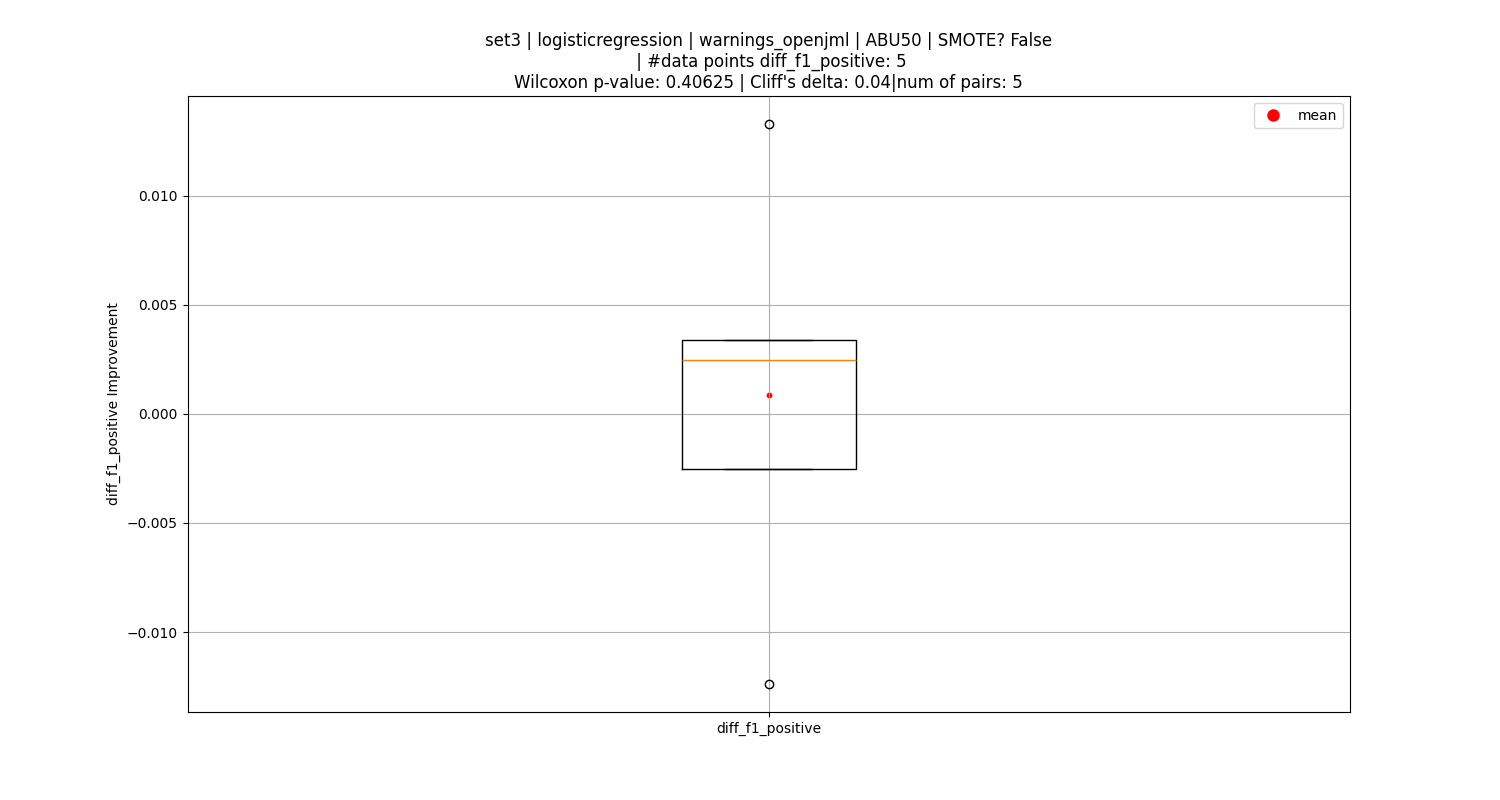 set3 | logisticregression | warnings_openjml | ABU50 | SMOTE? False
| #data points diff_f1_positive: 5
Wilcoxon p-value: 0.40625 | Cliff's delta: 0.04|num of pairs: 5
mean
0.010
0.005
0.000
−0.005
−0.010
diff_f1_positive Improvement
diff_f1_positive